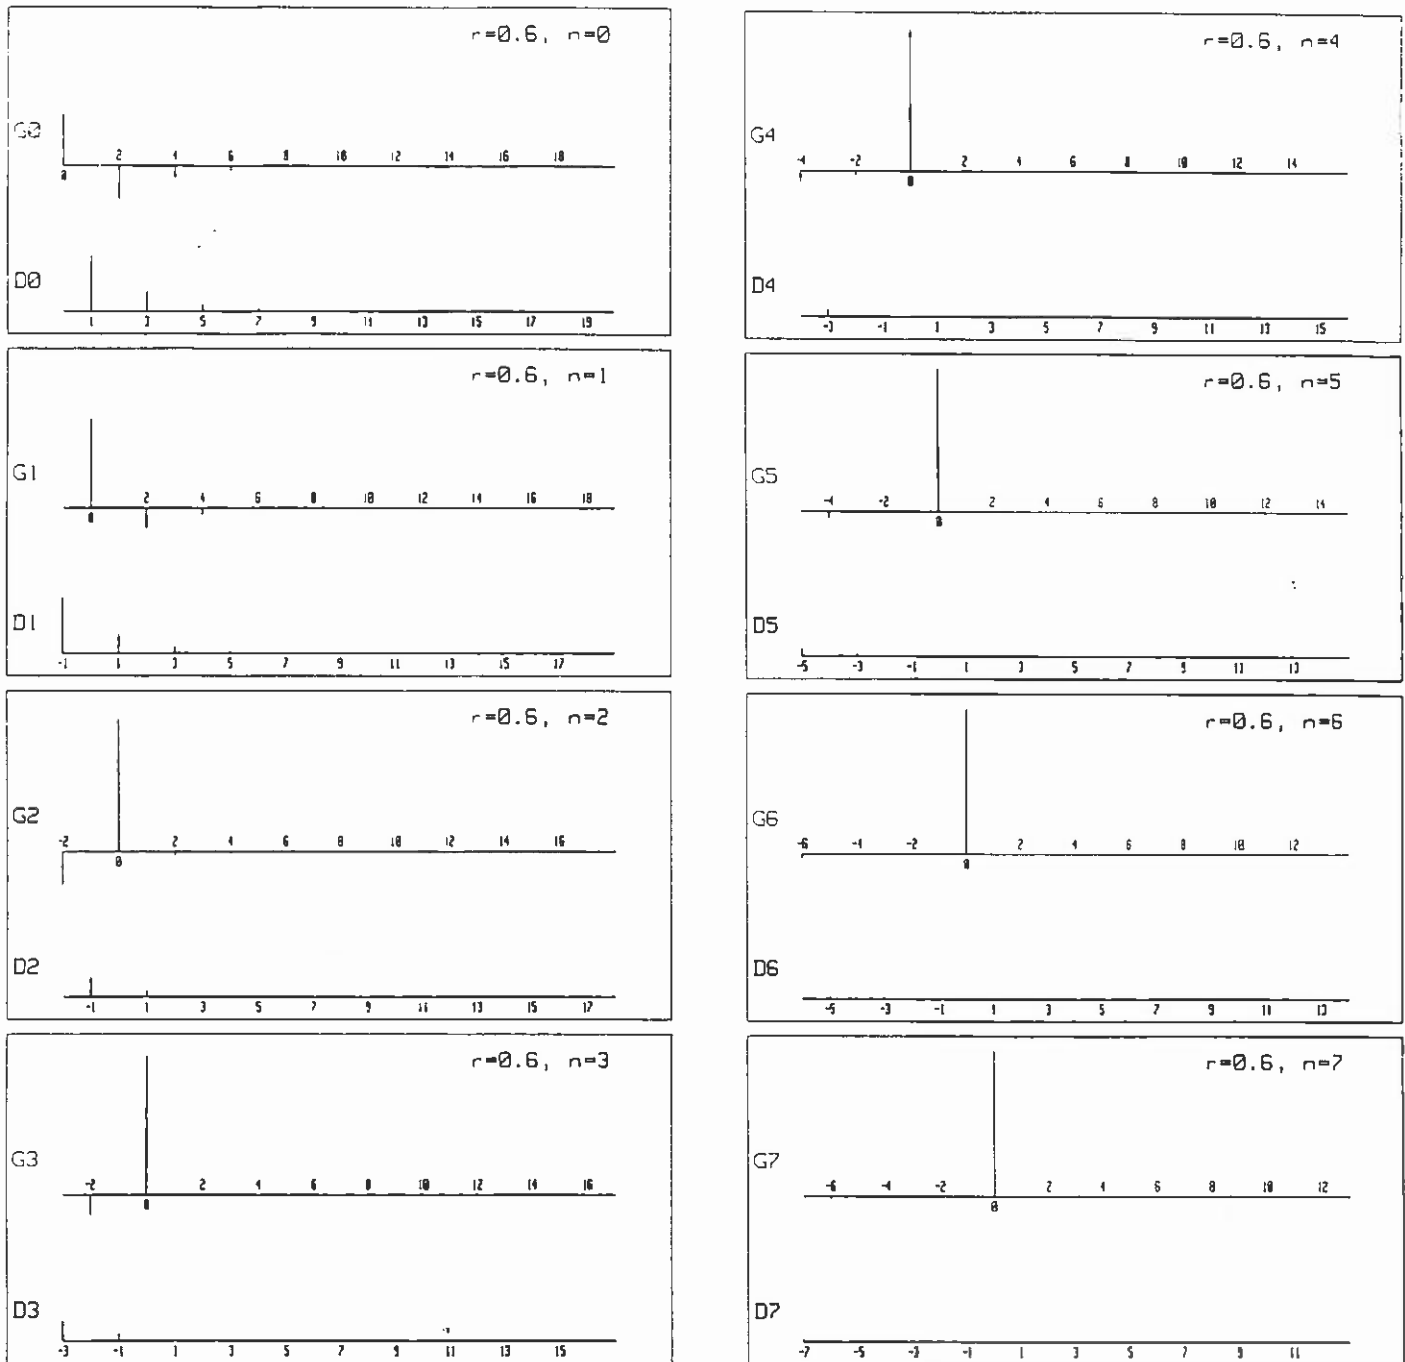 r=0.6, n=0
G0
2 4 6 8 10 12 14 16 18
0
D0
1 3 5 7 9 11 13 15 17 19
r=0.6, n=1
G1
2 4 6 8 10 12 14 16 18
0
D1
-1 1 3 5 7 9 11 13 15 17
r=0.6, n=2
G2
-2 2 4 6 8 10 12 14 16
0
D2
-1 1 3 5 7 9 11 13 15 17
r=0.6, n=3
G3
-2 2 4 6 8 10 12 14 16
0
D3
-3 -1 1 3 5 7 9 11 13 15
r=0.6, n=4
G4
-4 -2 2 4 6 8 10 12 14
0
D4
-3 -1 1 3 5 7 9 11 13 15
r=0.6, n=5
G5
-4 -2 2 4 6 8 10 12 14
0
D5
-5 -3 -1 1 3 5 7 9 11 13
r=0.6, n=6
G6
-6 -4 -2 2 4 6 8 10 12
0
D6
-5 -3 -1 1 3 5 7 9 11 13
r=0.6, n=7
G7
-6 -4 -2 2 4 6 8 10 12
0
D7
-7 -5 -3 -1 1 3 5 7 9 11